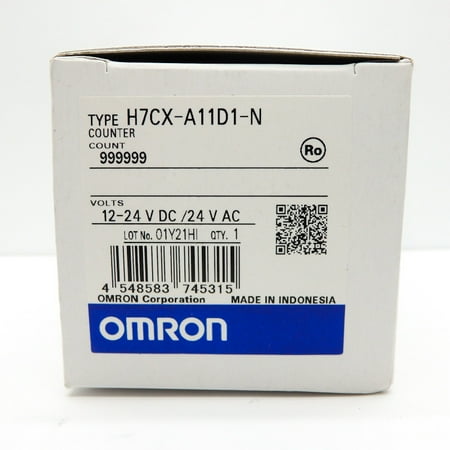 TYPE H7CX-A11D1-N
COUNTER
COUNT
999999
Ro
VOLTS
12-24 V DC /24 V AC
LOT No. 01Y21HI QTY. 1
4 548583 745315
OMRON Corporation MADE IN INDONESIA
OMRON